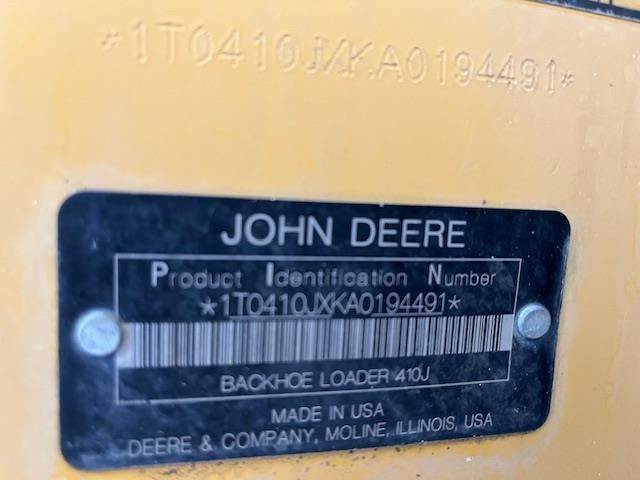 *1T0410JXKA0194491*
JOHN DEERE
Product Identification Number
*1T0410JXKA0194491*
BACKHOE LOADER 410J
MADE IN USA
DEERE & COMPANY, MOLINE, ILLINOIS, USA